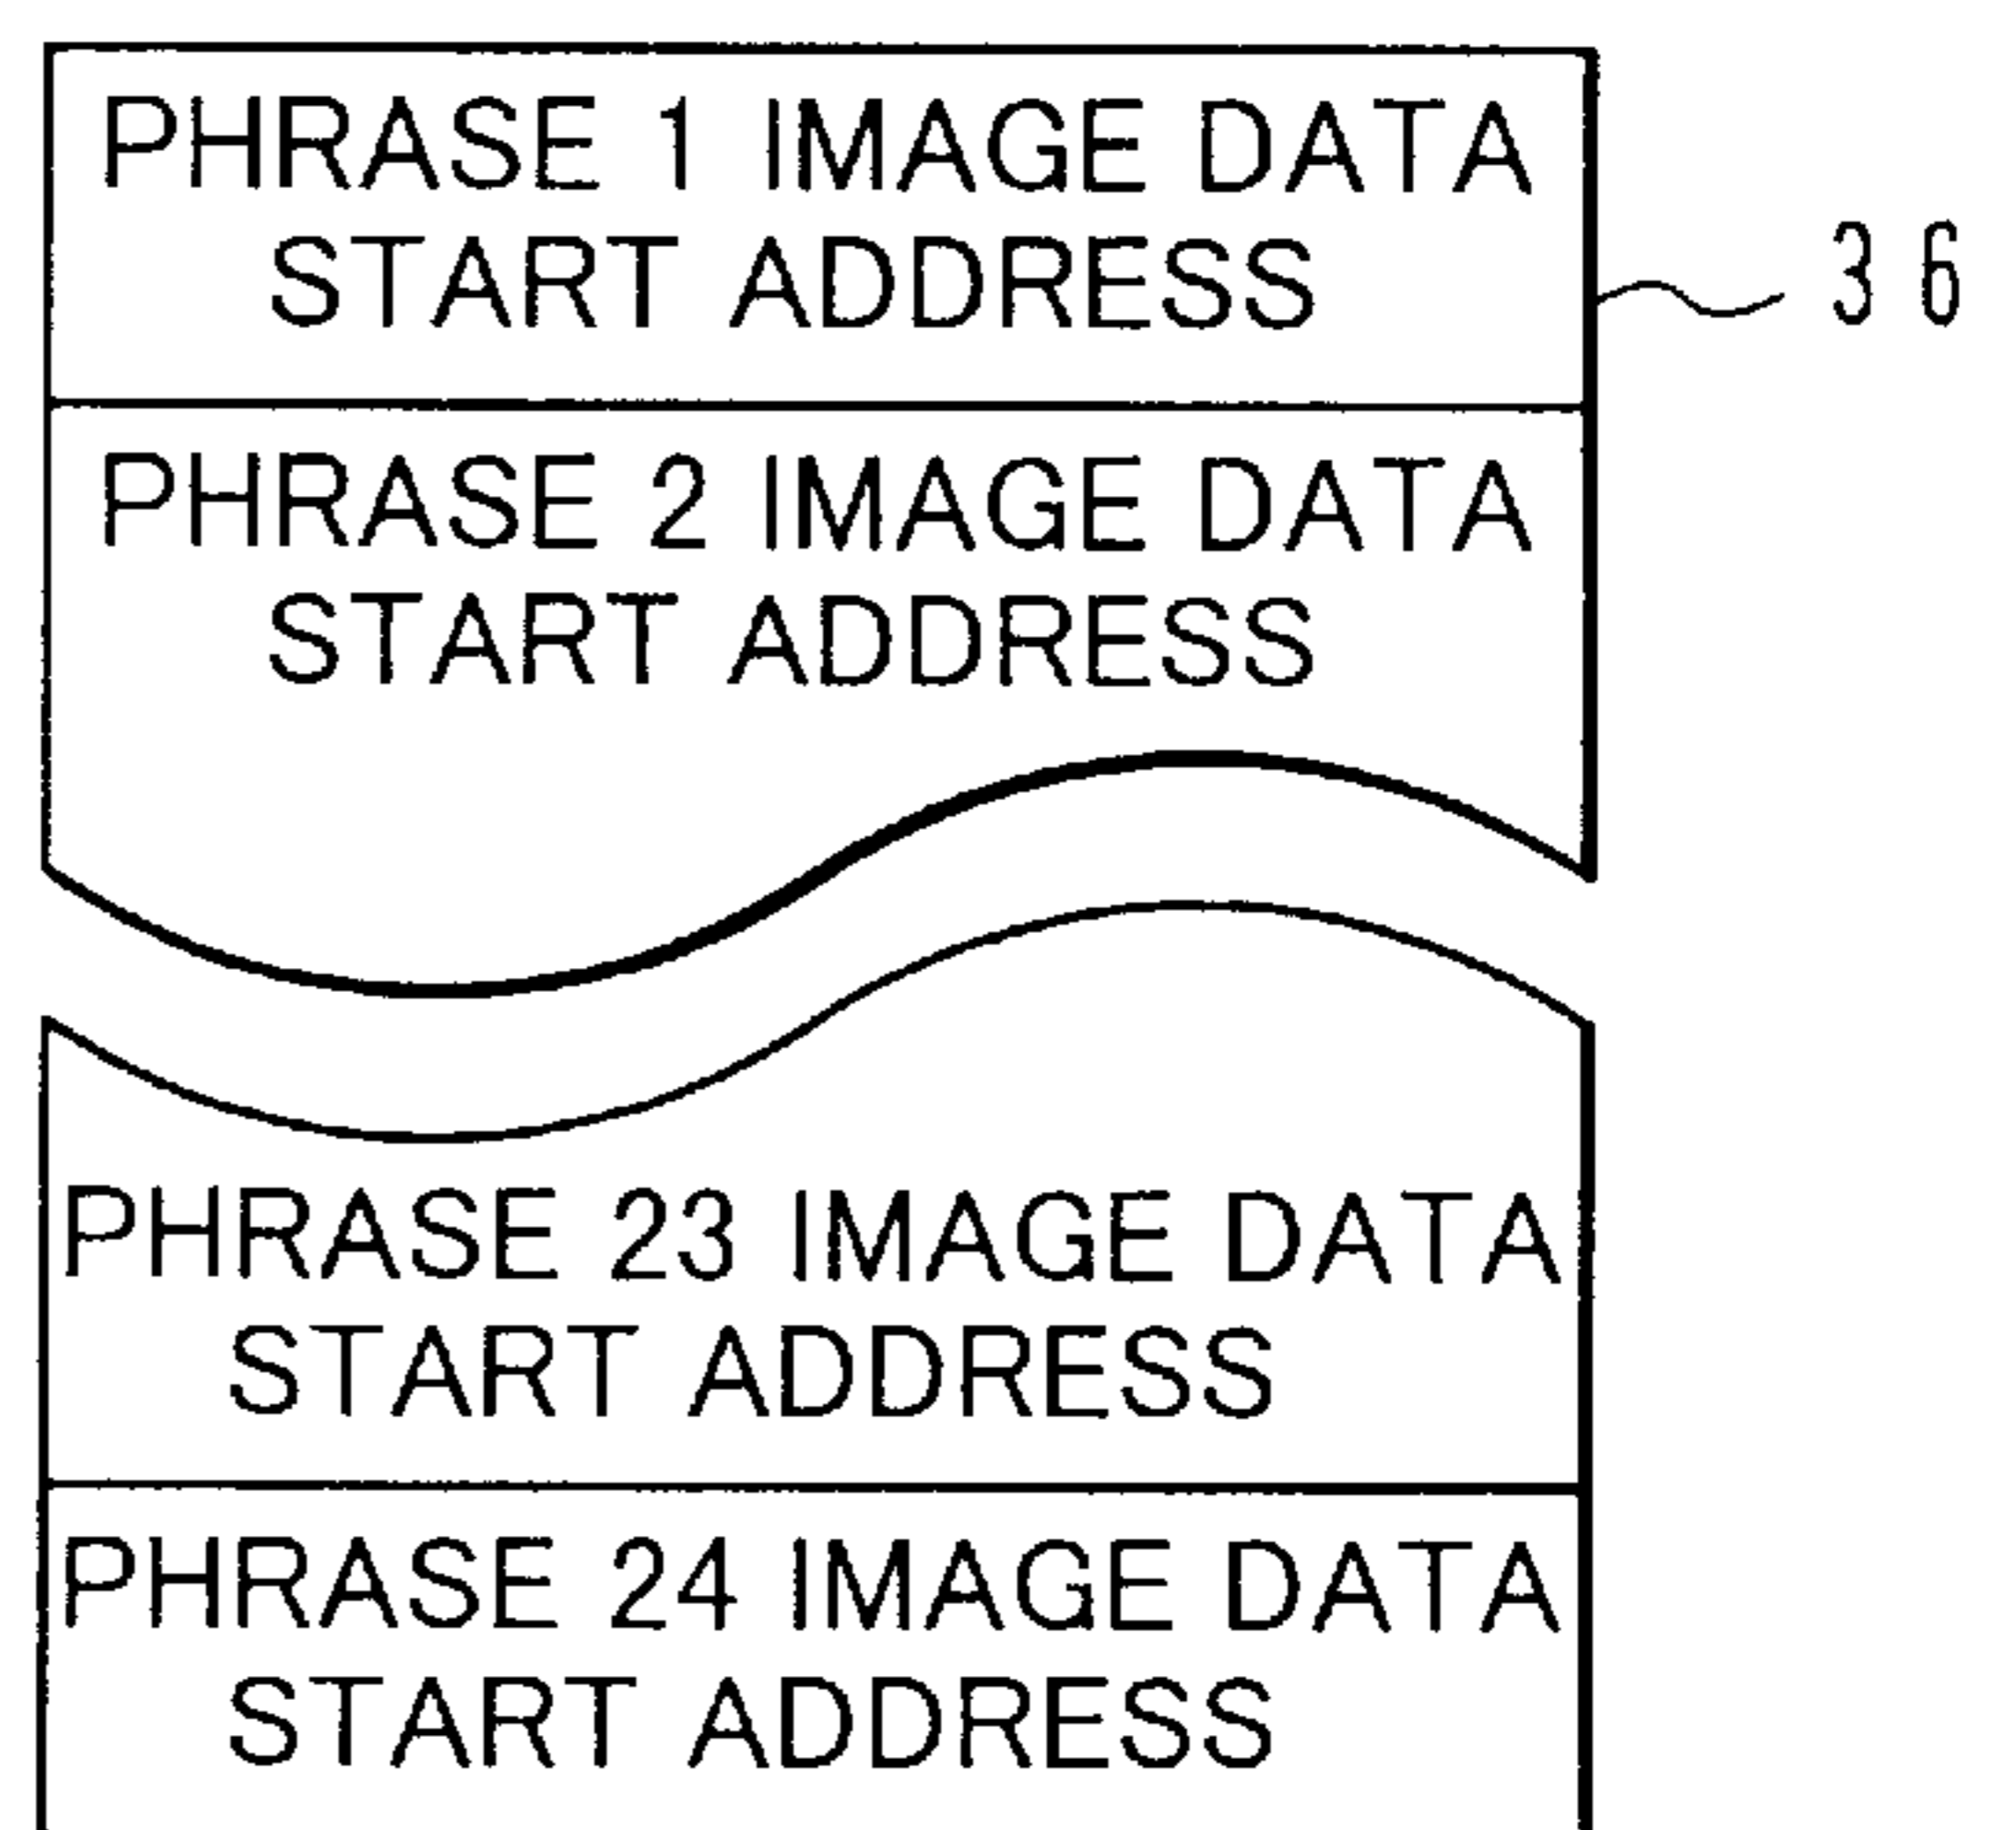 PHRASE 1 IMAGE DATA
START ADDRESS
36
PHRASE 2 IMAGE DATA
START ADDRESS
PHRASE 23 IMAGE DATA
START ADDRESS
PHRASE 24 IMAGE DATA
START ADDRESS